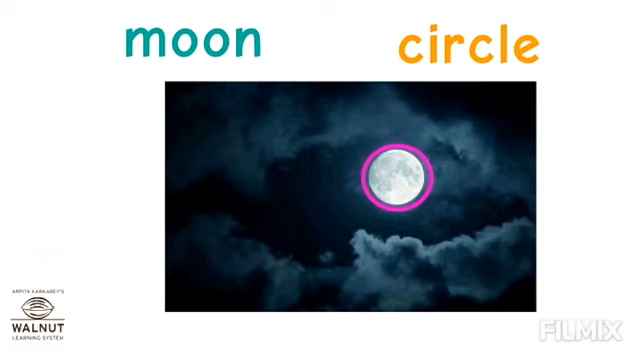 moon
circle
ARPITA KARKAREY'S
WALNUT
LEARNING SYSTEM
FILMIX